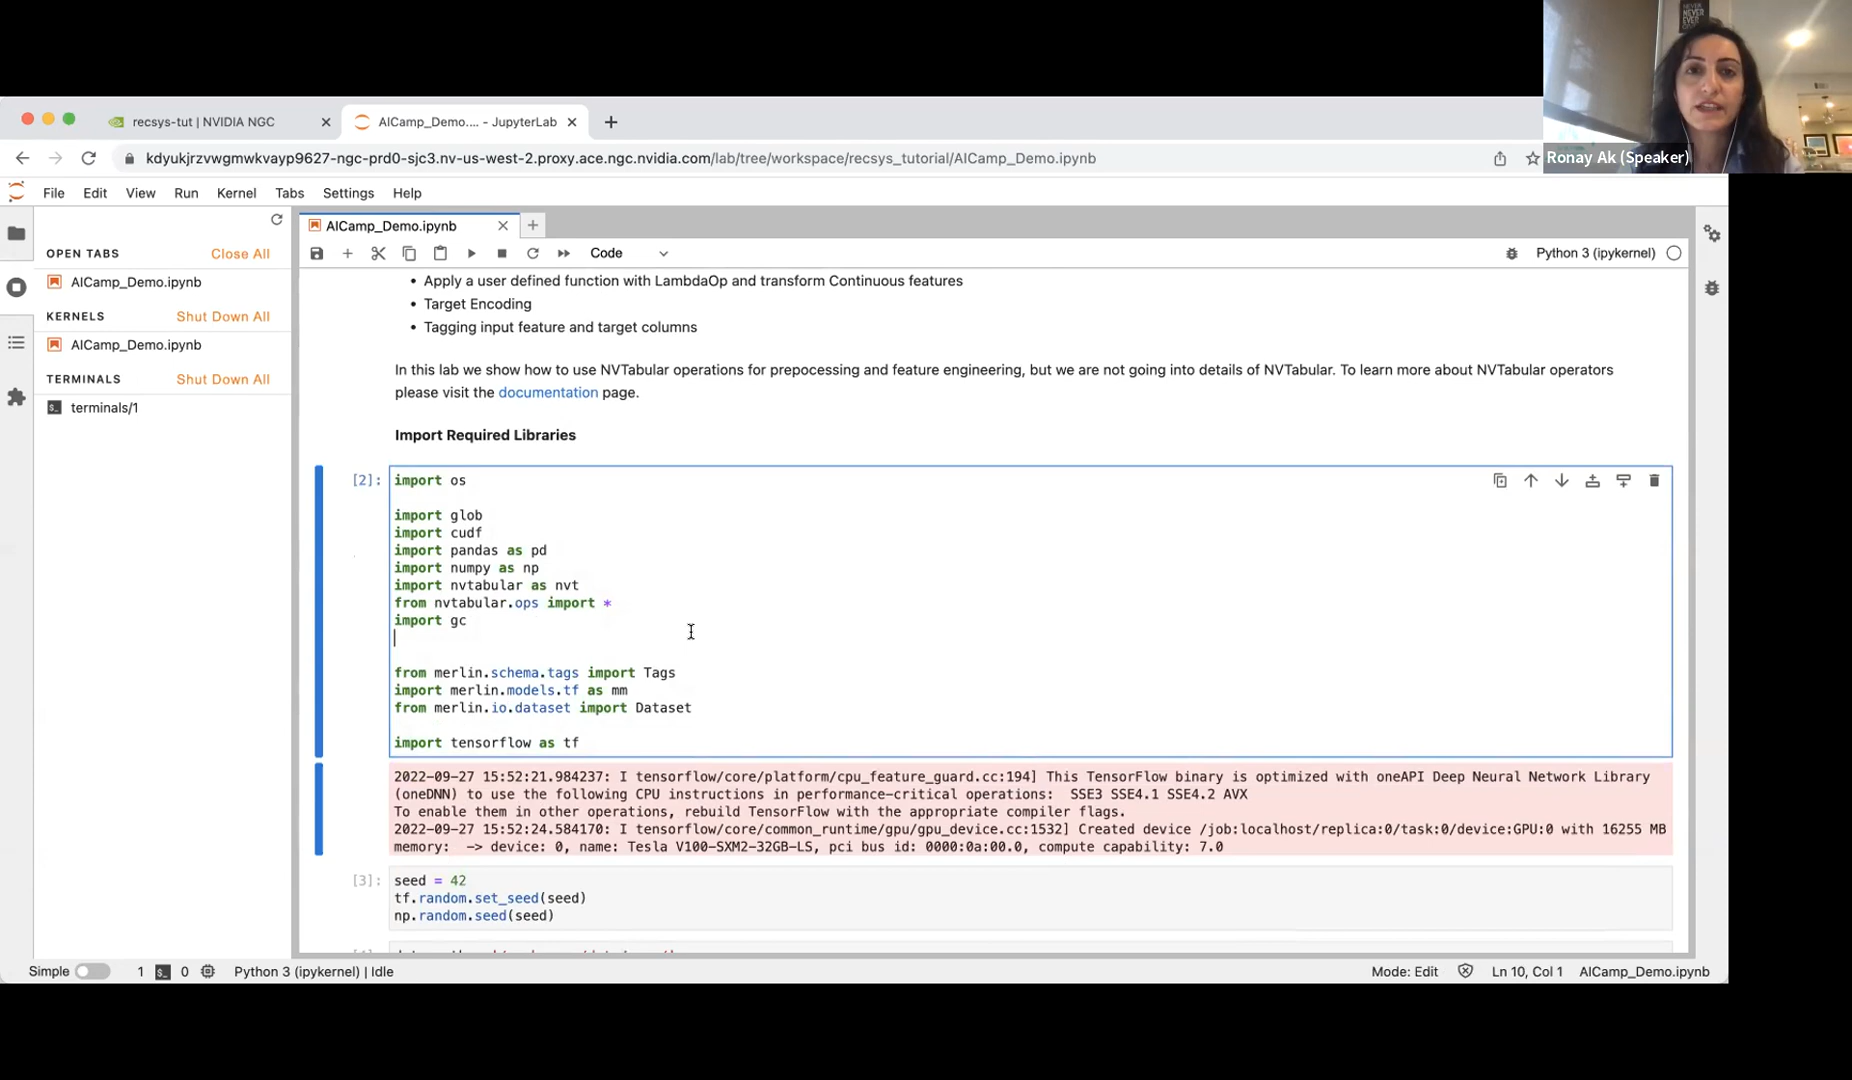 NEVER NEVER EVER
Ronay Ak (Speaker)
recsys-tut | NVIDIA NGC
AICamp_Demo.... - JupyterLab
kdyukjrzvwgmwkvayp9627-ngc-prd0-sjc3.nv-us-west-2.proxy.ace.ngc.nvidia.com/lab/tree/workspace/recsys_tutorial/AICamp_Demo.ipynb
File Edit View Run Kernel Tabs Settings Help
OPEN TABS Close All
AICamp_Demo.ipynb
KERNELS Shut Down All
AICamp_Demo.ipynb
TERMINALS Shut Down All
terminals/1
AICamp_Demo.ipynb
Code
Python 3 (ipykernel)
• Apply a user defined function with LambdaOp and transform Continuous features
• Target Encoding
• Tagging input feature and target columns
In this lab we show how to use NVTabular operations for prepocessing and feature engineering, but we are not going into details of NVTabular. To learn more about NVTabular operators
please visit the documentation page.
Import Required Libraries
[2]:
import os
import glob
import cudf
import pandas as pd
import numpy as np
import nvtabular as nvt
from nvtabular.ops import *
import gc
from merlin.schema.tags import Tags
import merlin.models.tf as mm
from merlin.io.dataset import Dataset
import tensorflow as tf
2022-09-27 15:52:21.984237: I tensorflow/core/platform/cpu_feature_guard.cc:194] This TensorFlow binary is optimized with oneAPI Deep Neural Network Library
(oneDNN) to use the following CPU instructions in performance-critical operations:  SSE3 SSE4.1 SSE4.2 AVX
To enable them in other operations, rebuild TensorFlow with the appropriate compiler flags.
2022-09-27 15:52:24.584170: I tensorflow/core/common_runtime/gpu/gpu_device.cc:1532] Created device /job:localhost/replica:0/task:0/device:GPU:0 with 16255 MB
memory:  -> device: 0, name: Tesla V100-SXM2-32GB-LS, pci bus id: 0000:0a:00.0, compute capability: 7.0
[3]:
seed = 42
tf.random.set_seed(seed)
np.random.seed(seed)
Simple 1 $_ 0 Python 3 (ipykernel) | Idle
Mode: Edit Ln 10, Col 1 AICamp_Demo.ipynb